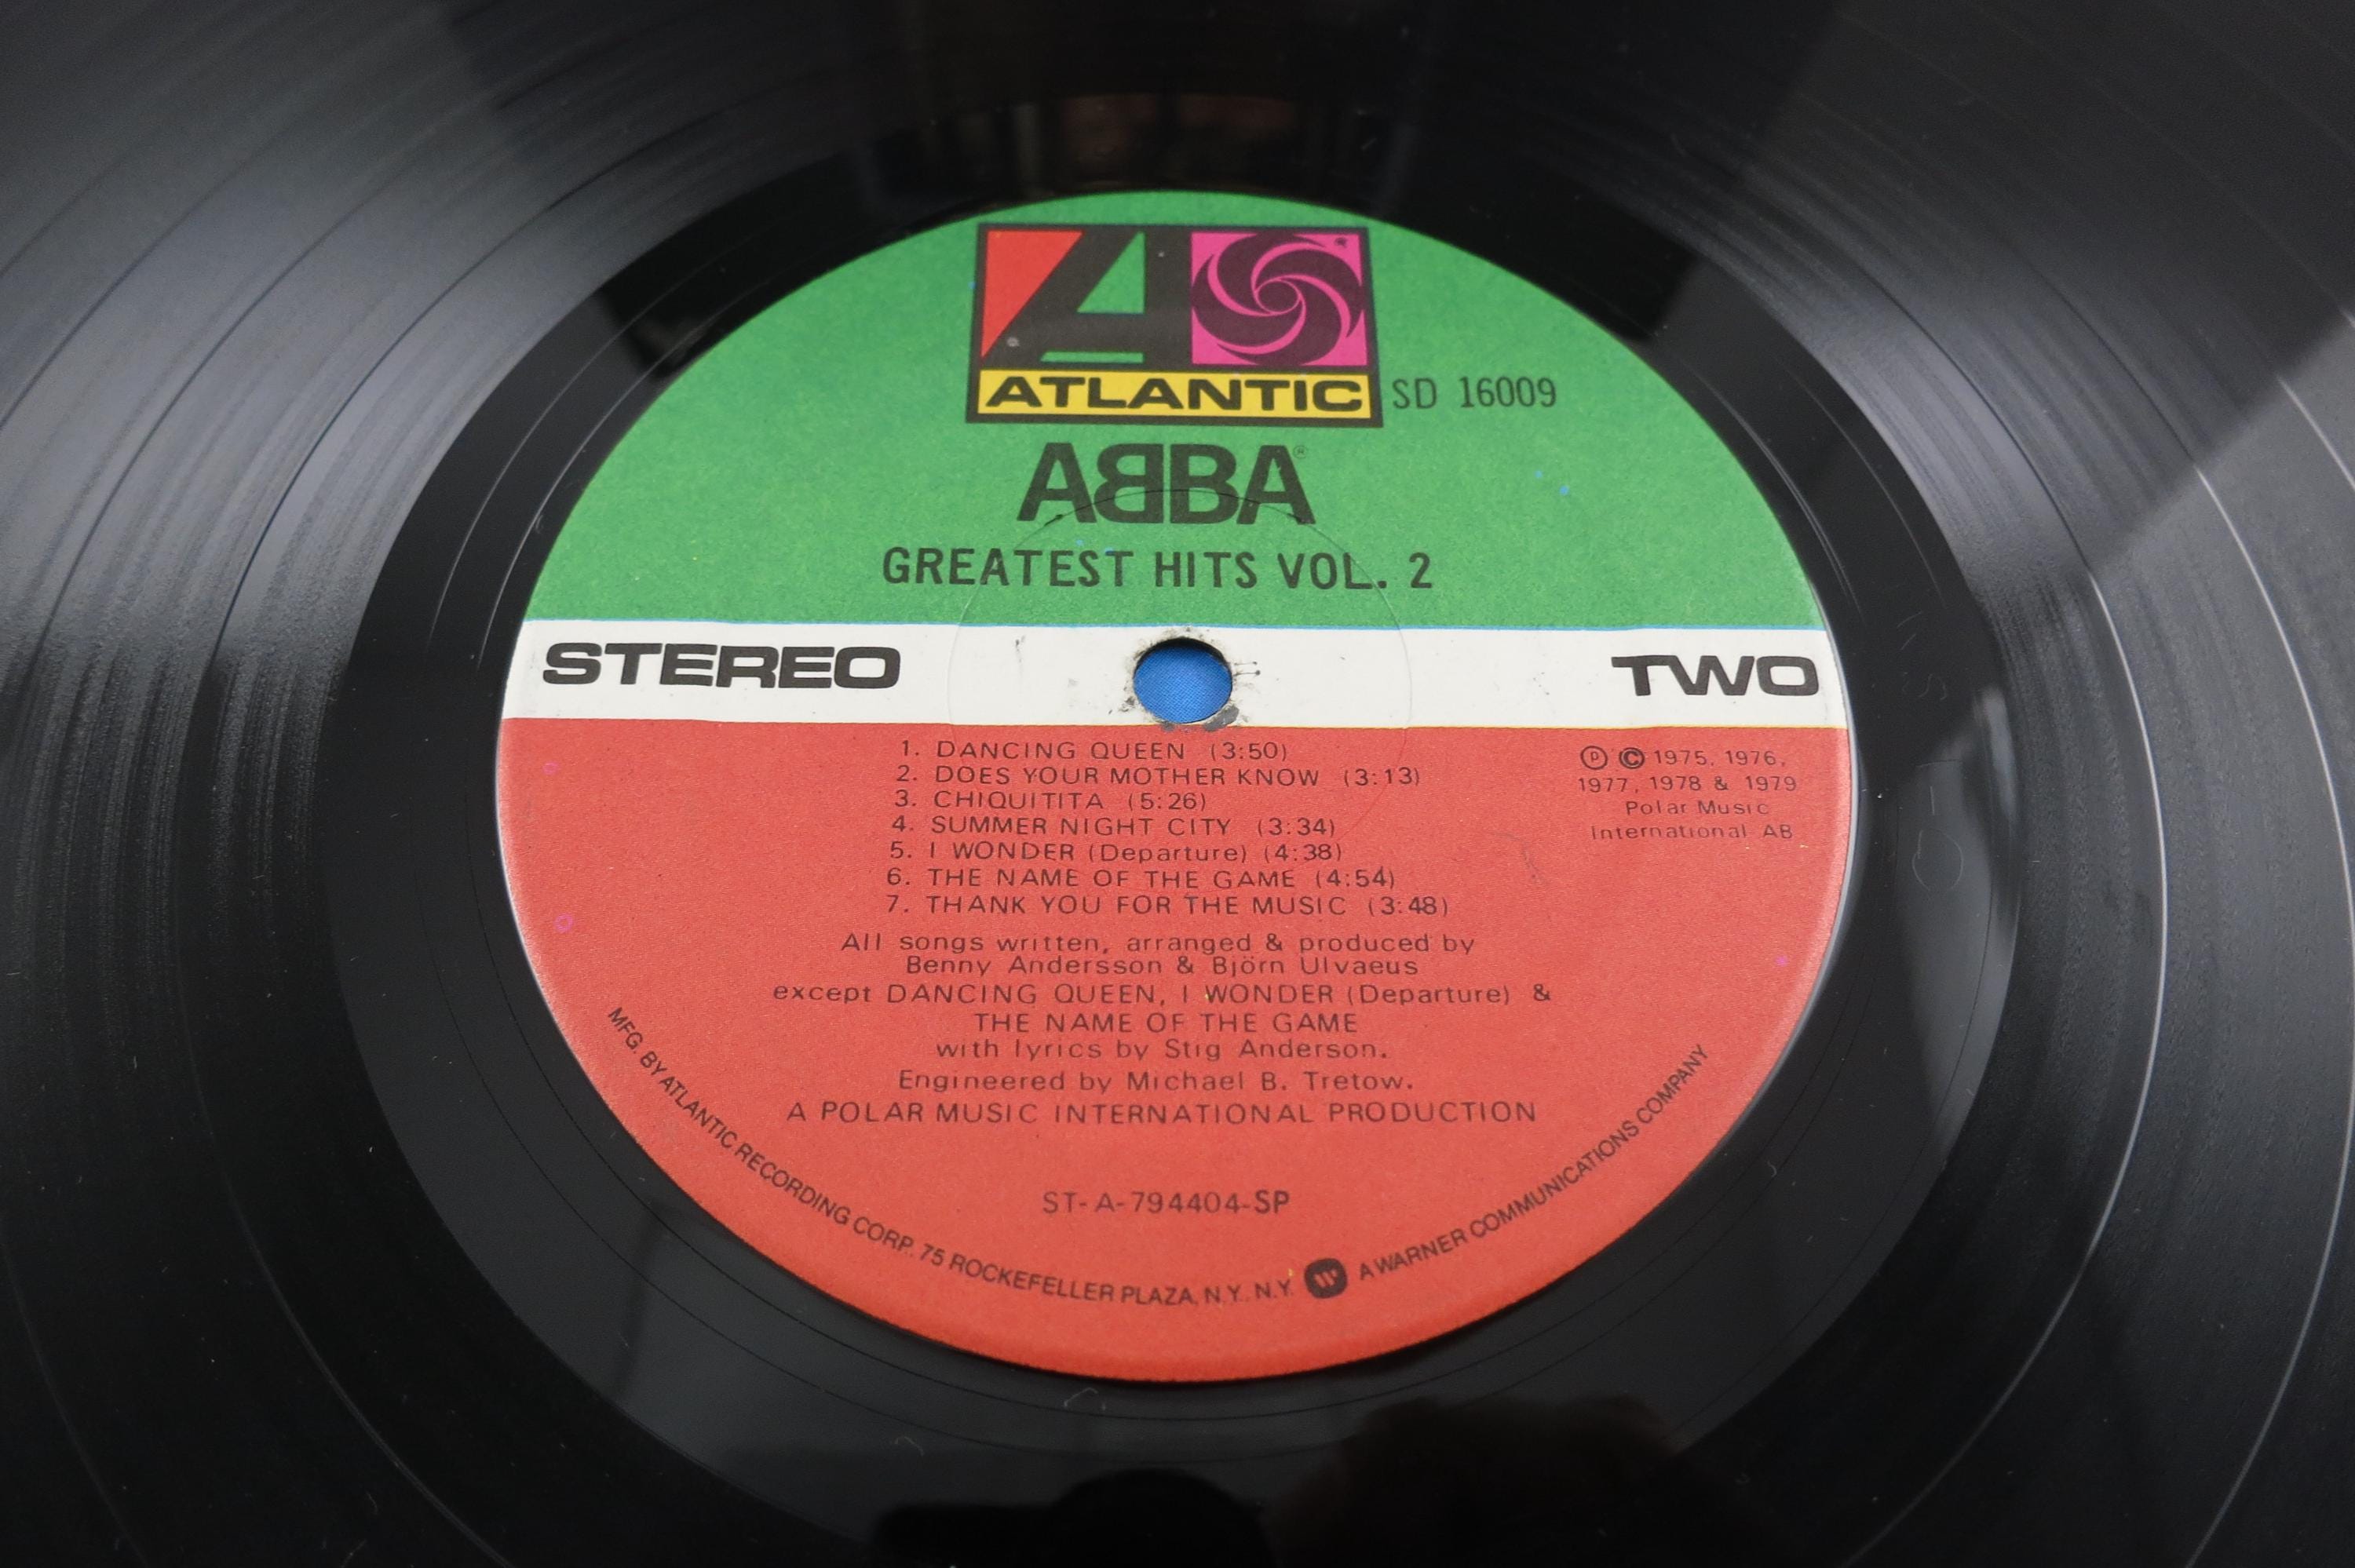 ATLANTIC SD 16009
ABBA®
GREATEST HITS VOL. 2
STEREO TWO
1. DANCING QUEEN (3:50)
2. DOES YOUR MOTHER KNOW (3:13)
3. CHIQUITITA (5:26)
4. SUMMER NIGHT CITY (3:34)
5. I WONDER (Departure) (4:38)
6. THE NAME OF THE GAME (4:54)
7. THANK YOU FOR THE MUSIC (3:48)
Ⓟ © 1975, 1976,
1977, 1978 & 1979
Polar Music
International AB
All songs written, arranged & produced by
Benny Andersson & Björn Ulvaeus
except DANCING QUEEN, I WONDER (Departure) &
THE NAME OF THE GAME
with lyrics by Stig Anderson.
Engineered by Michael B. Tretow.
A POLAR MUSIC INTERNATIONAL PRODUCTION
ST-A-794404-SP
MFG. BY ATLANTIC RECORDING CORP. 75 ROCKEFELLER PLAZA, N.Y. N.Y. W A WARNER COMMUNICATIONS COMPANY